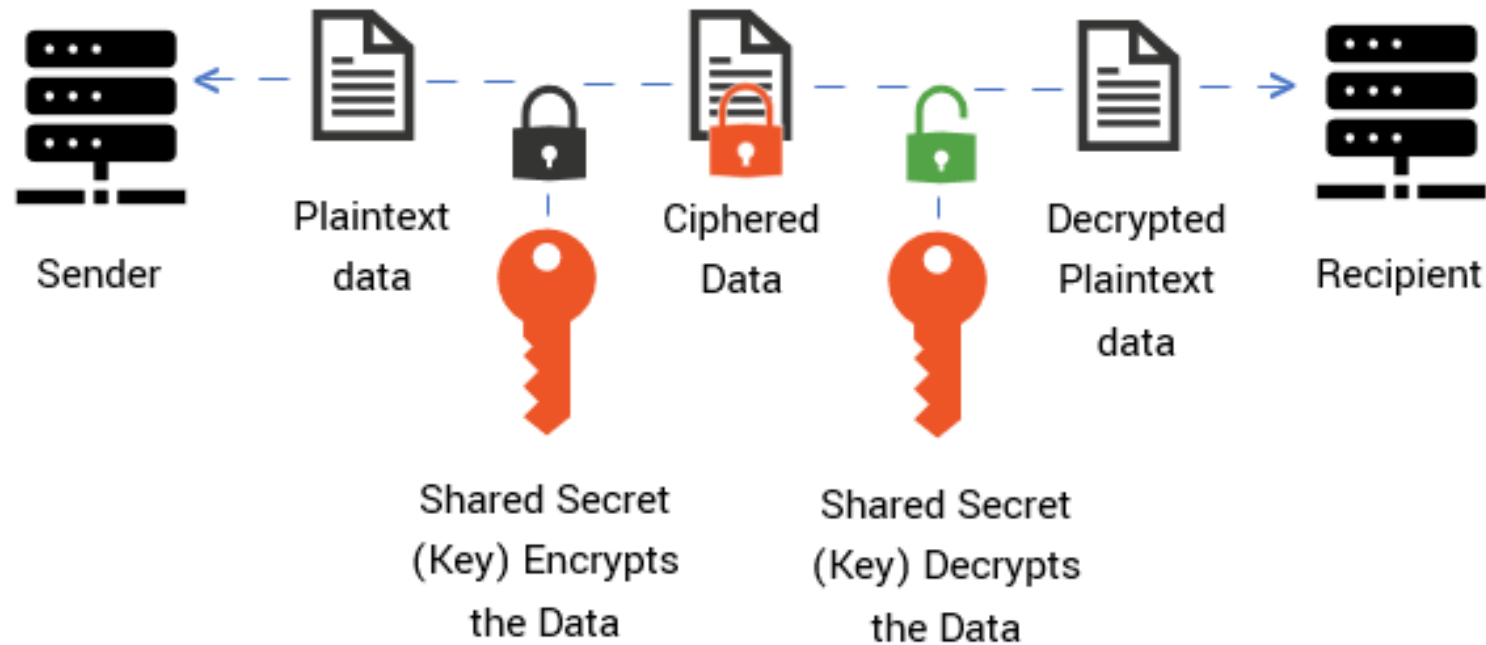 Sender
Plaintext
data
Ciphered
Data
Decrypted
Plaintext
data
Recipient
Shared Secret
(Key) Encrypts
the Data
Shared Secret
(Key) Decrypts
the Data